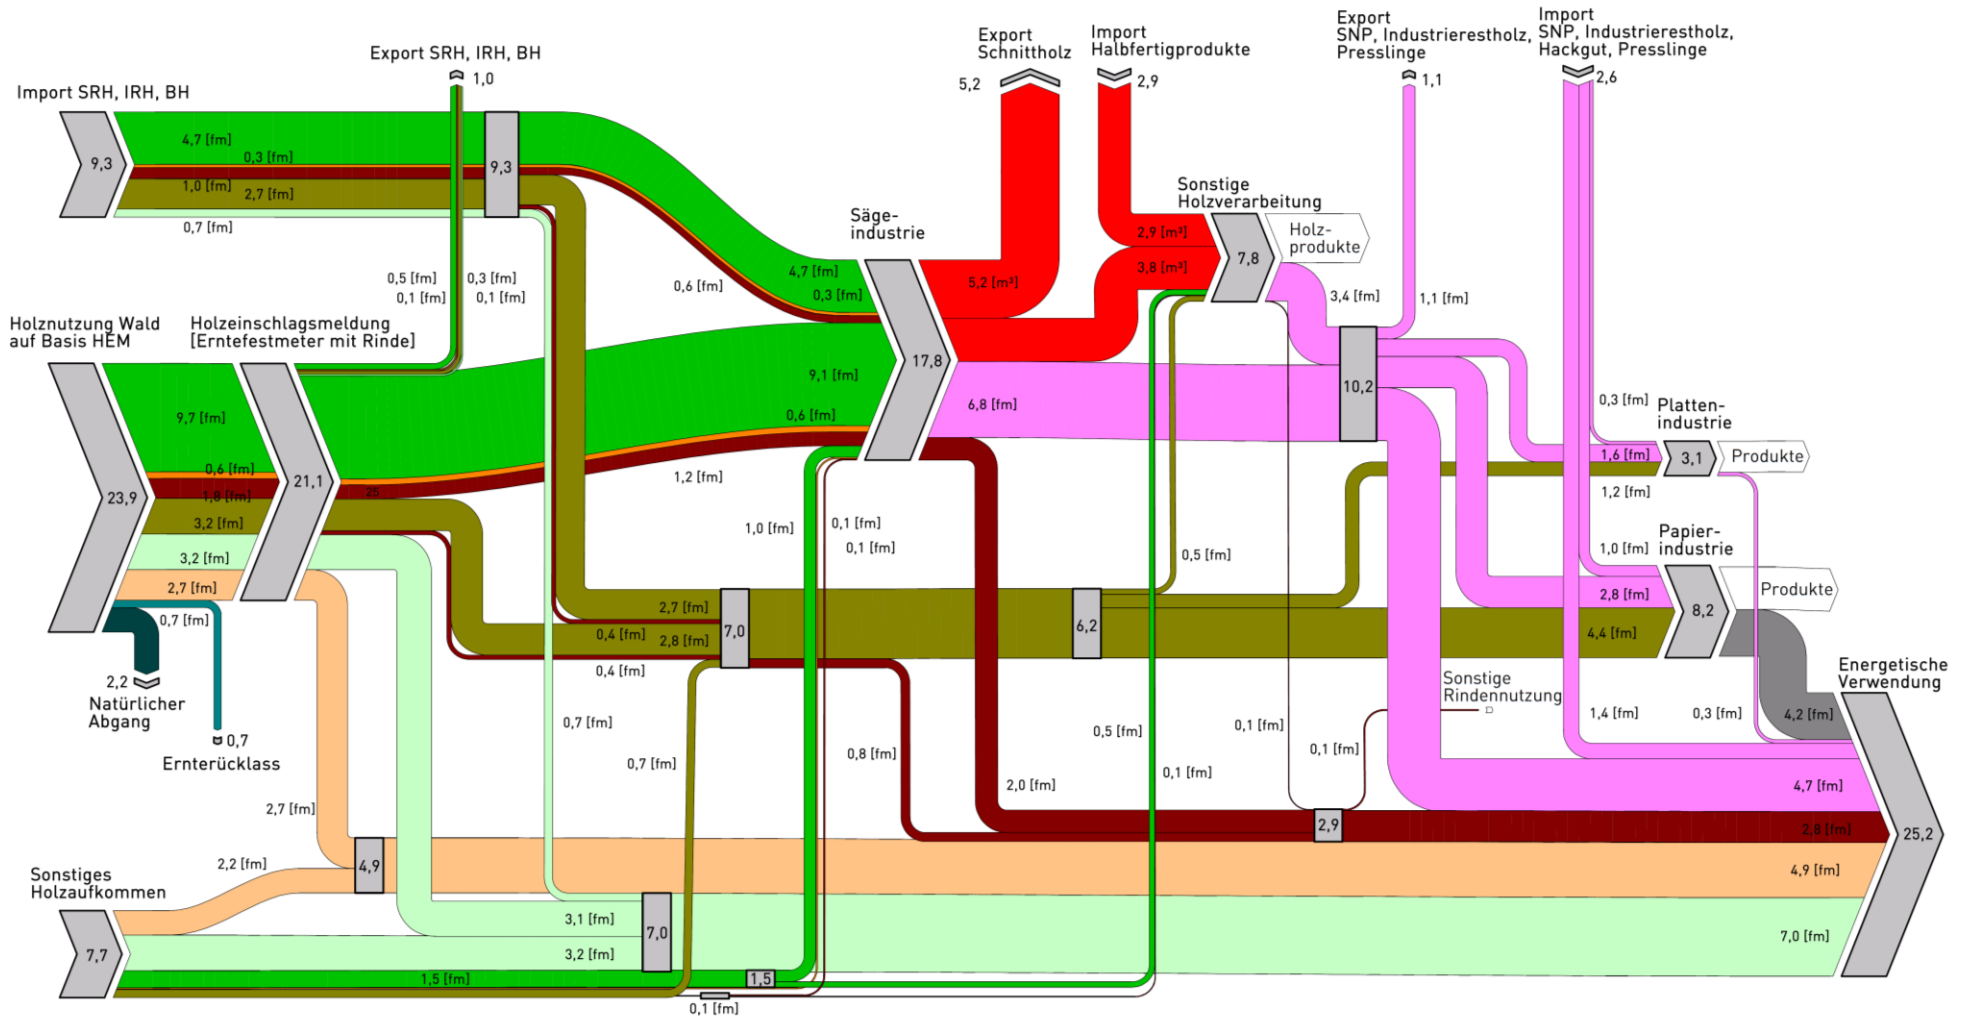 Export SRH, IRH, BH
1,0
Import SRH, IRH, BH
9,3
4,7 [fm]
0,3 [fm]
1,0 [fm]
2,7 [fm]
0,7 [fm]
9,3
Export
Schnittholz
5,2
Import
Halbfertigprodukte
2,9
Export
SNP, Industrierestholz,
Presslinge
1,1
Import
SNP, Industrierestholz,
Hackgut, Presslinge
2,6
Sonstige
Holzverarbeitung
7,8
Holz-
produkte
2,9 [m³]
3,8 [m³]
5,2 [m³]
Säge-
industrie
17,8
4,7 [fm]
0,3 [fm]
0,6 [fm]
9,1 [fm]
0,6 [fm]
1,2 [fm]
6,8 [fm]
0,5 [fm]
0,1 [fm]
0,3 [fm]
0,1 [fm]
3,4 [fm]
1,1 [fm]
10,2
Holznutzung Wald
auf Basis HEM
23,9
Holzeinschlagsmeldung
[Erntefestmeter mit Rinde]
21,1
9,7 [fm]
0,6 [fm]
1,8 [fm]
3,2 [fm]
3,2 [fm]
2,7 [fm]
0,7 [fm]
25
2,2
Natürlicher
Abgang
0,7
Ernterücklass
0,3 [fm]
Platten-
industrie
1,6 [fm]
3,1
Produkte
1,2 [fm]
1,0 [fm]
0,1 [fm]
0,1 [fm]
0,5 [fm]
1,0 [fm]
Papier-
industrie
2,8 [fm]
8,2
Produkte
4,4 [fm]
2,7 [fm]
0,4 [fm]
2,8 [fm]
0,4 [fm]
7,0
6,2
Sonstige
Rindennutzung
Energetische
Verwendung
25,2
0,7 [fm]
0,7 [fm]
0,8 [fm]
2,0 [fm]
0,5 [fm]
0,1 [fm]
0,1 [fm]
0,1 [fm]
1,4 [fm]
0,3 [fm]
4,2 [fm]
4,7 [fm]
2,8 [fm]
4,9 [fm]
7,0 [fm]
2,9
2,7 [fm]
2,2 [fm]
4,9
Sonstiges
Holzaufkommen
7,7
3,1 [fm]
3,2 [fm]
7,0
1,5 [fm]
1,5
0,1 [fm]